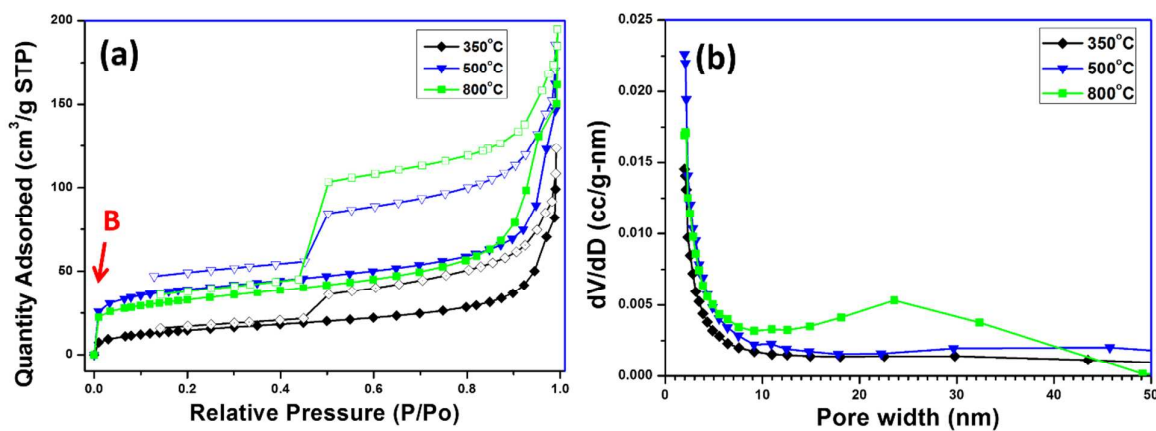 (a)
350°C
500°C
800°C
B
200
150
100
50
0
0.0 0.2 0.4 0.6 0.8 1.0
Quantity Adsorbed (cm³/g STP)
Relative Pressure (P/Po)
(b)
350°C
500°C
800°C
0.025
0.020
0.015
0.010
0.005
0.000
0 10 20 30 40 50
dV/dD (cc/g-nm)
Pore width (nm)